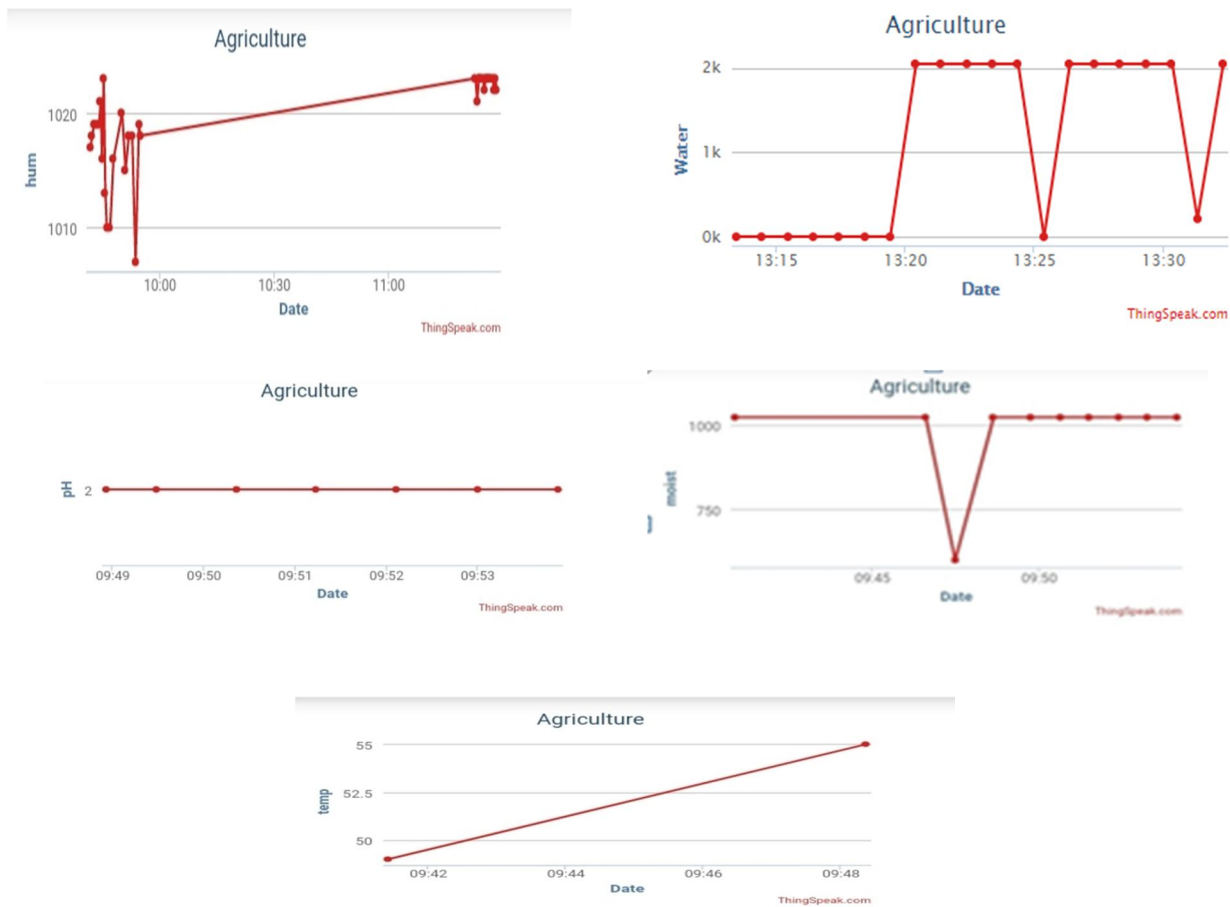 Agriculture
hum
1020
1010
10:00 10:30 11:00
Date
ThingSpeak.com
Agriculture
Water
2k
1k
0k
13:15 13:20 13:25 13:30
Date
ThingSpeak.com
Agriculture
pH
2
09:49 09:50 09:51 09:52 09:53
Date
ThingSpeak.com
Agriculture
moist
1000
750
09:45 09:50
Date
ThingSpeak.com
Agriculture
temp
55
52.5
50
09:42 09:44 09:46 09:48
Date
ThingSpeak.com